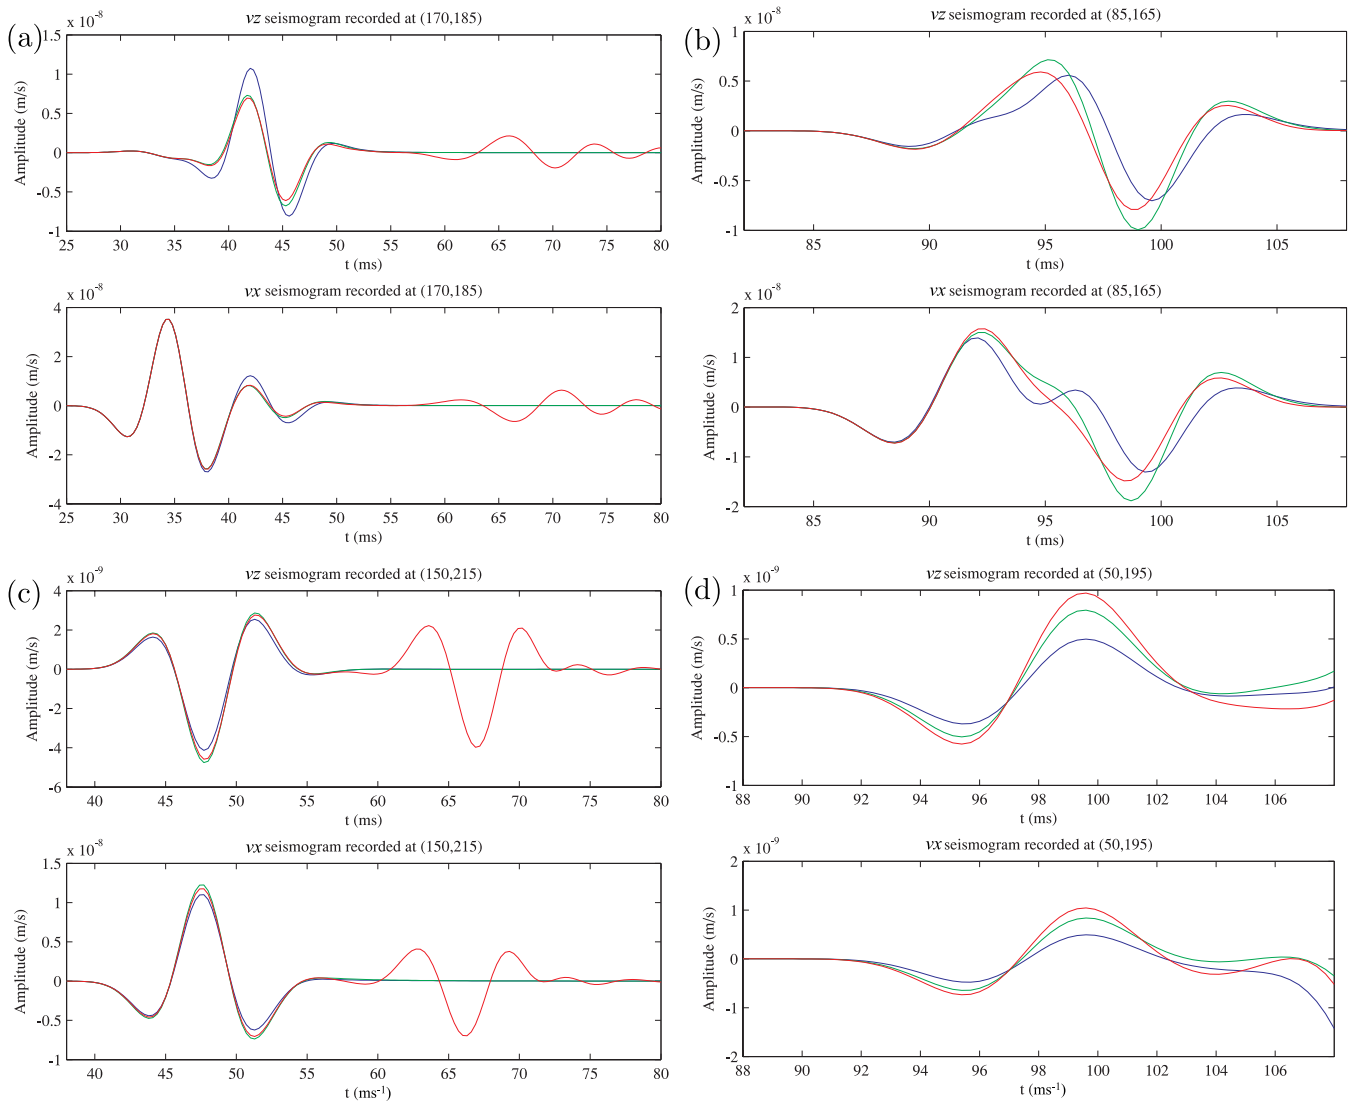 (a)
x 10-8
vz seismogram recorded at (170,185)
1.5
1
0.5
0
-0.5
-1
Amplitude (m/s)
25 30 35 40 45 50 55 60 65 70 75 80
t (ms)
x 10-8
vx seismogram recorded at (170,185)
4
2
0
-2
-4
Amplitude (m/s)
25 30 35 40 45 50 55 60 65 70 75 80
t (ms)
(b)
x 10-8
vz seismogram recorded at (85,165)
1
0.5
0
-0.5
-1
Amplitude (m/s)
85 90 95 100 105
t (ms)
x 10-8
vx seismogram recorded at (85,165)
2
1
0
-1
-2
Amplitude (m/s)
85 90 95 100 105
t (ms)
(c)
x 10-9
vz seismogram recorded at (150,215)
4
2
0
-2
-4
-6
Amplitude (m/s)
40 45 50 55 60 65 70 75 80
t (ms)
x 10-8
vx seismogram recorded at (150,215)
1.5
1
0.5
0
-0.5
-1
Amplitude (m/s)
40 45 50 55 60 65 70 75 80
t (ms-1)
(d)
x 10-9
vz seismogram recorded at (50,195)
1
0.5
0
-0.5
-1
Amplitude (m/s)
88 90 92 94 96 98 100 102 104 106
t (ms)
x 10-9
vx seismogram recorded at (50,195)
2
1
0
-1
-2
Amplitude (m/s)
88 90 92 94 96 98 100 102 104 106
t (ms-1)